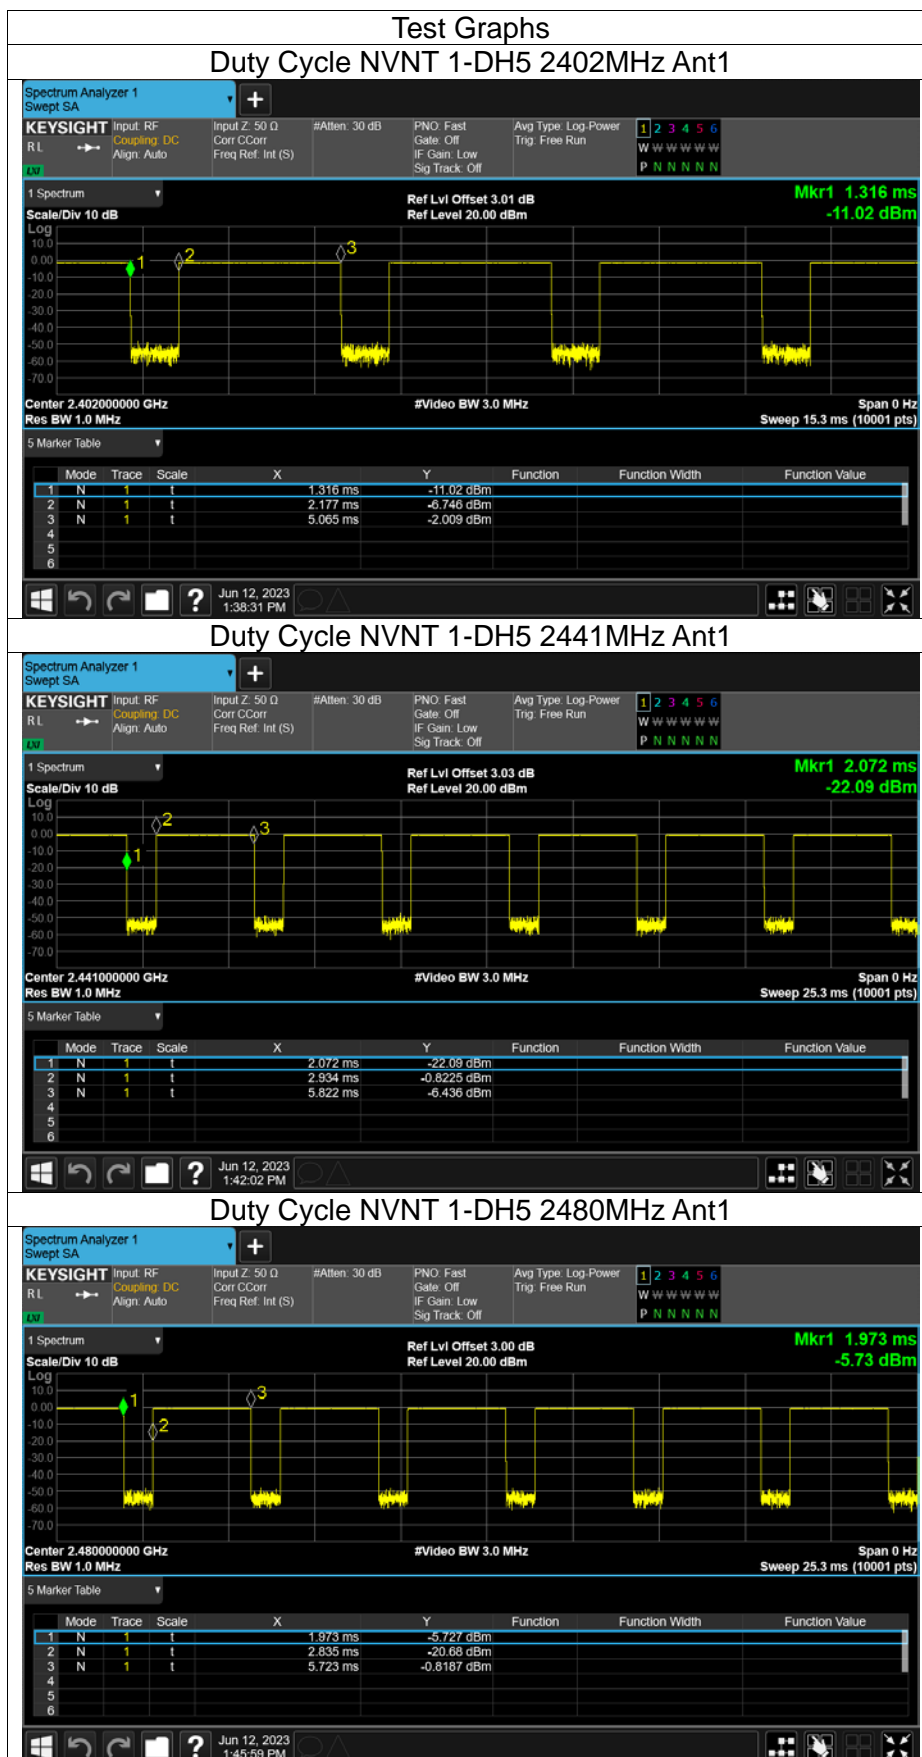 Test Graphs
Duty Cycle NVNT 1-DH5 2402MHz Ant1
Spectrum Analyzer 1
Swept SA
+
KEYSIGHT Input: RF Input Z: 50 Ω #Atten: 30 dB PNO: Fast Avg Type: Log-Power 1 2 3 4 5 6
RL Coupling: DC Corr CCorr Gate: Off Trig: Free Run W W W W W W
Align: Auto Freq Ref: Int (S) IF Gain: Low P N N N N N
LXI Sig Track: Off
1 Spectrum Ref Lvl Offset 3.01 dB Mkr1 1.316 ms
Scale/Div 10 dB Ref Level 20.00 dBm -11.02 dBm
Log
10.0
0.00
-10.0
-20.0
-30.0
-40.0
-50.0
-60.0
-70.0
1 2 3
Center 2.402000000 GHz #Video BW 3.0 MHz Span 0 Hz
Res BW 1.0 MHz Sweep 15.3 ms (10001 pts)
5 Marker Table
Mode Trace Scale X Y Function Function Width Function Value
1 N 1 t 1.316 ms -11.02 dBm
2 N 1 t 2.177 ms -6.746 dBm
3 N 1 t 5.065 ms -2.009 dBm
4
5
6
? Jun 12, 2023
1:38:31 PM
Duty Cycle NVNT 1-DH5 2441MHz Ant1
Spectrum Analyzer 1
Swept SA
+
KEYSIGHT Input: RF Input Z: 50 Ω #Atten: 30 dB PNO: Fast Avg Type: Log-Power 1 2 3 4 5 6
RL Coupling: DC Corr CCorr Gate: Off Trig: Free Run W W W W W W
Align: Auto Freq Ref: Int (S) IF Gain: Low P N N N N N
LXI Sig Track: Off
1 Spectrum Ref Lvl Offset 3.03 dB Mkr1 2.072 ms
Scale/Div 10 dB Ref Level 20.00 dBm -22.09 dBm
Log
10.0
0.00
-10.0
-20.0
-30.0
-40.0
-50.0
-60.0
-70.0
1 2 3
Center 2.441000000 GHz #Video BW 3.0 MHz Span 0 Hz
Res BW 1.0 MHz Sweep 25.3 ms (10001 pts)
5 Marker Table
Mode Trace Scale X Y Function Function Width Function Value
1 N 1 t 2.072 ms -22.09 dBm
2 N 1 t 2.934 ms -0.8225 dBm
3 N 1 t 5.822 ms -6.436 dBm
4
5
6
? Jun 12, 2023
1:42:02 PM
Duty Cycle NVNT 1-DH5 2480MHz Ant1
Spectrum Analyzer 1
Swept SA
+
KEYSIGHT Input: RF Input Z: 50 Ω #Atten: 30 dB PNO: Fast Avg Type: Log-Power 1 2 3 4 5 6
RL Coupling: DC Corr CCorr Gate: Off Trig: Free Run W W W W W W
Align: Auto Freq Ref: Int (S) IF Gain: Low P N N N N N
LXI Sig Track: Off
1 Spectrum Ref Lvl Offset 3.00 dB Mkr1 1.973 ms
Scale/Div 10 dB Ref Level 20.00 dBm -5.73 dBm
Log
10.0
0.00
-10.0
-20.0
-30.0
-40.0
-50.0
-60.0
-70.0
1 2 3
Center 2.480000000 GHz #Video BW 3.0 MHz Span 0 Hz
Res BW 1.0 MHz Sweep 25.3 ms (10001 pts)
5 Marker Table
Mode Trace Scale X Y Function Function Width Function Value
1 N 1 t 1.973 ms -5.727 dBm
2 N 1 t 2.835 ms -20.68 dBm
3 N 1 t 5.723 ms -0.8187 dBm
4
5
6
? Jun 12, 2023
1:45:59 PM